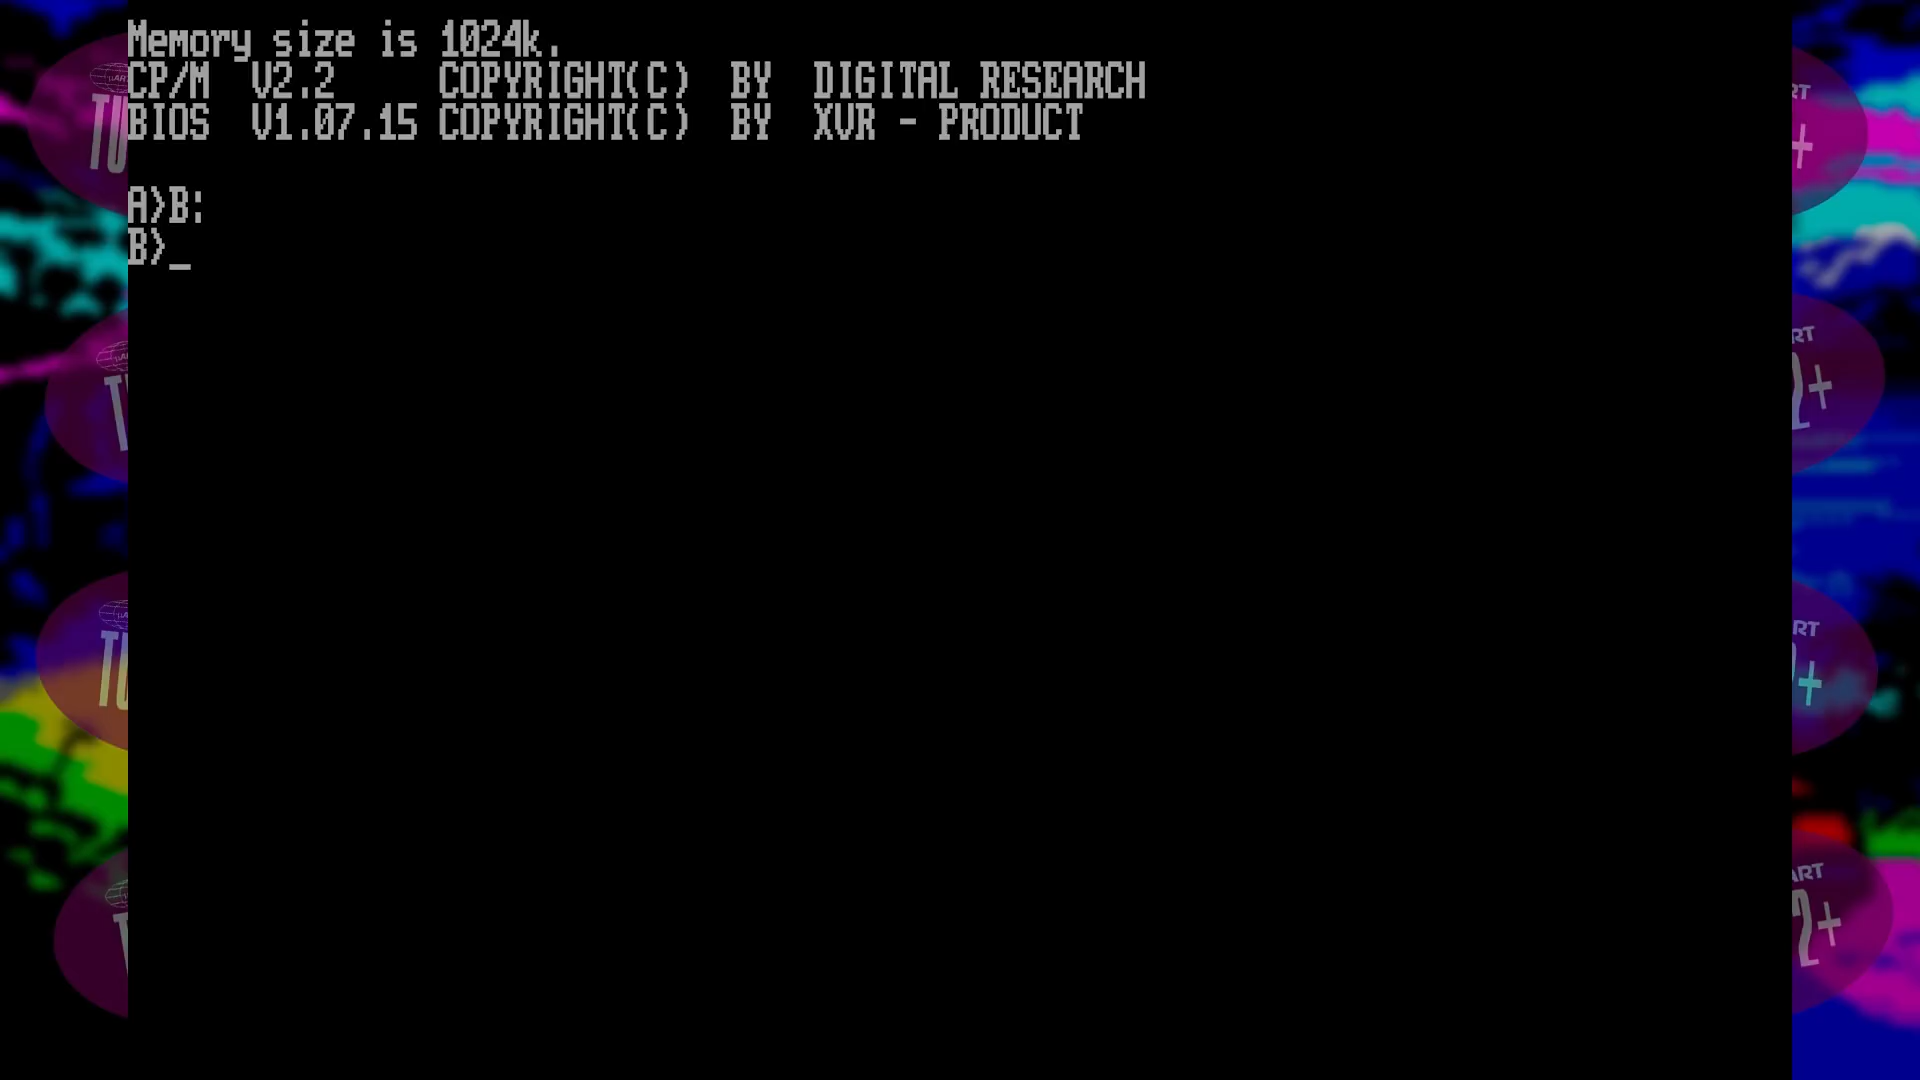 Memory size is 1024k.
CP/M V2.2 COPYRIGHT(C) BY DIGITAL RESEARCH
BIOS V1.07.15 COPYRIGHT(C) BY XVR - PRODUCT
A>B:
B>_